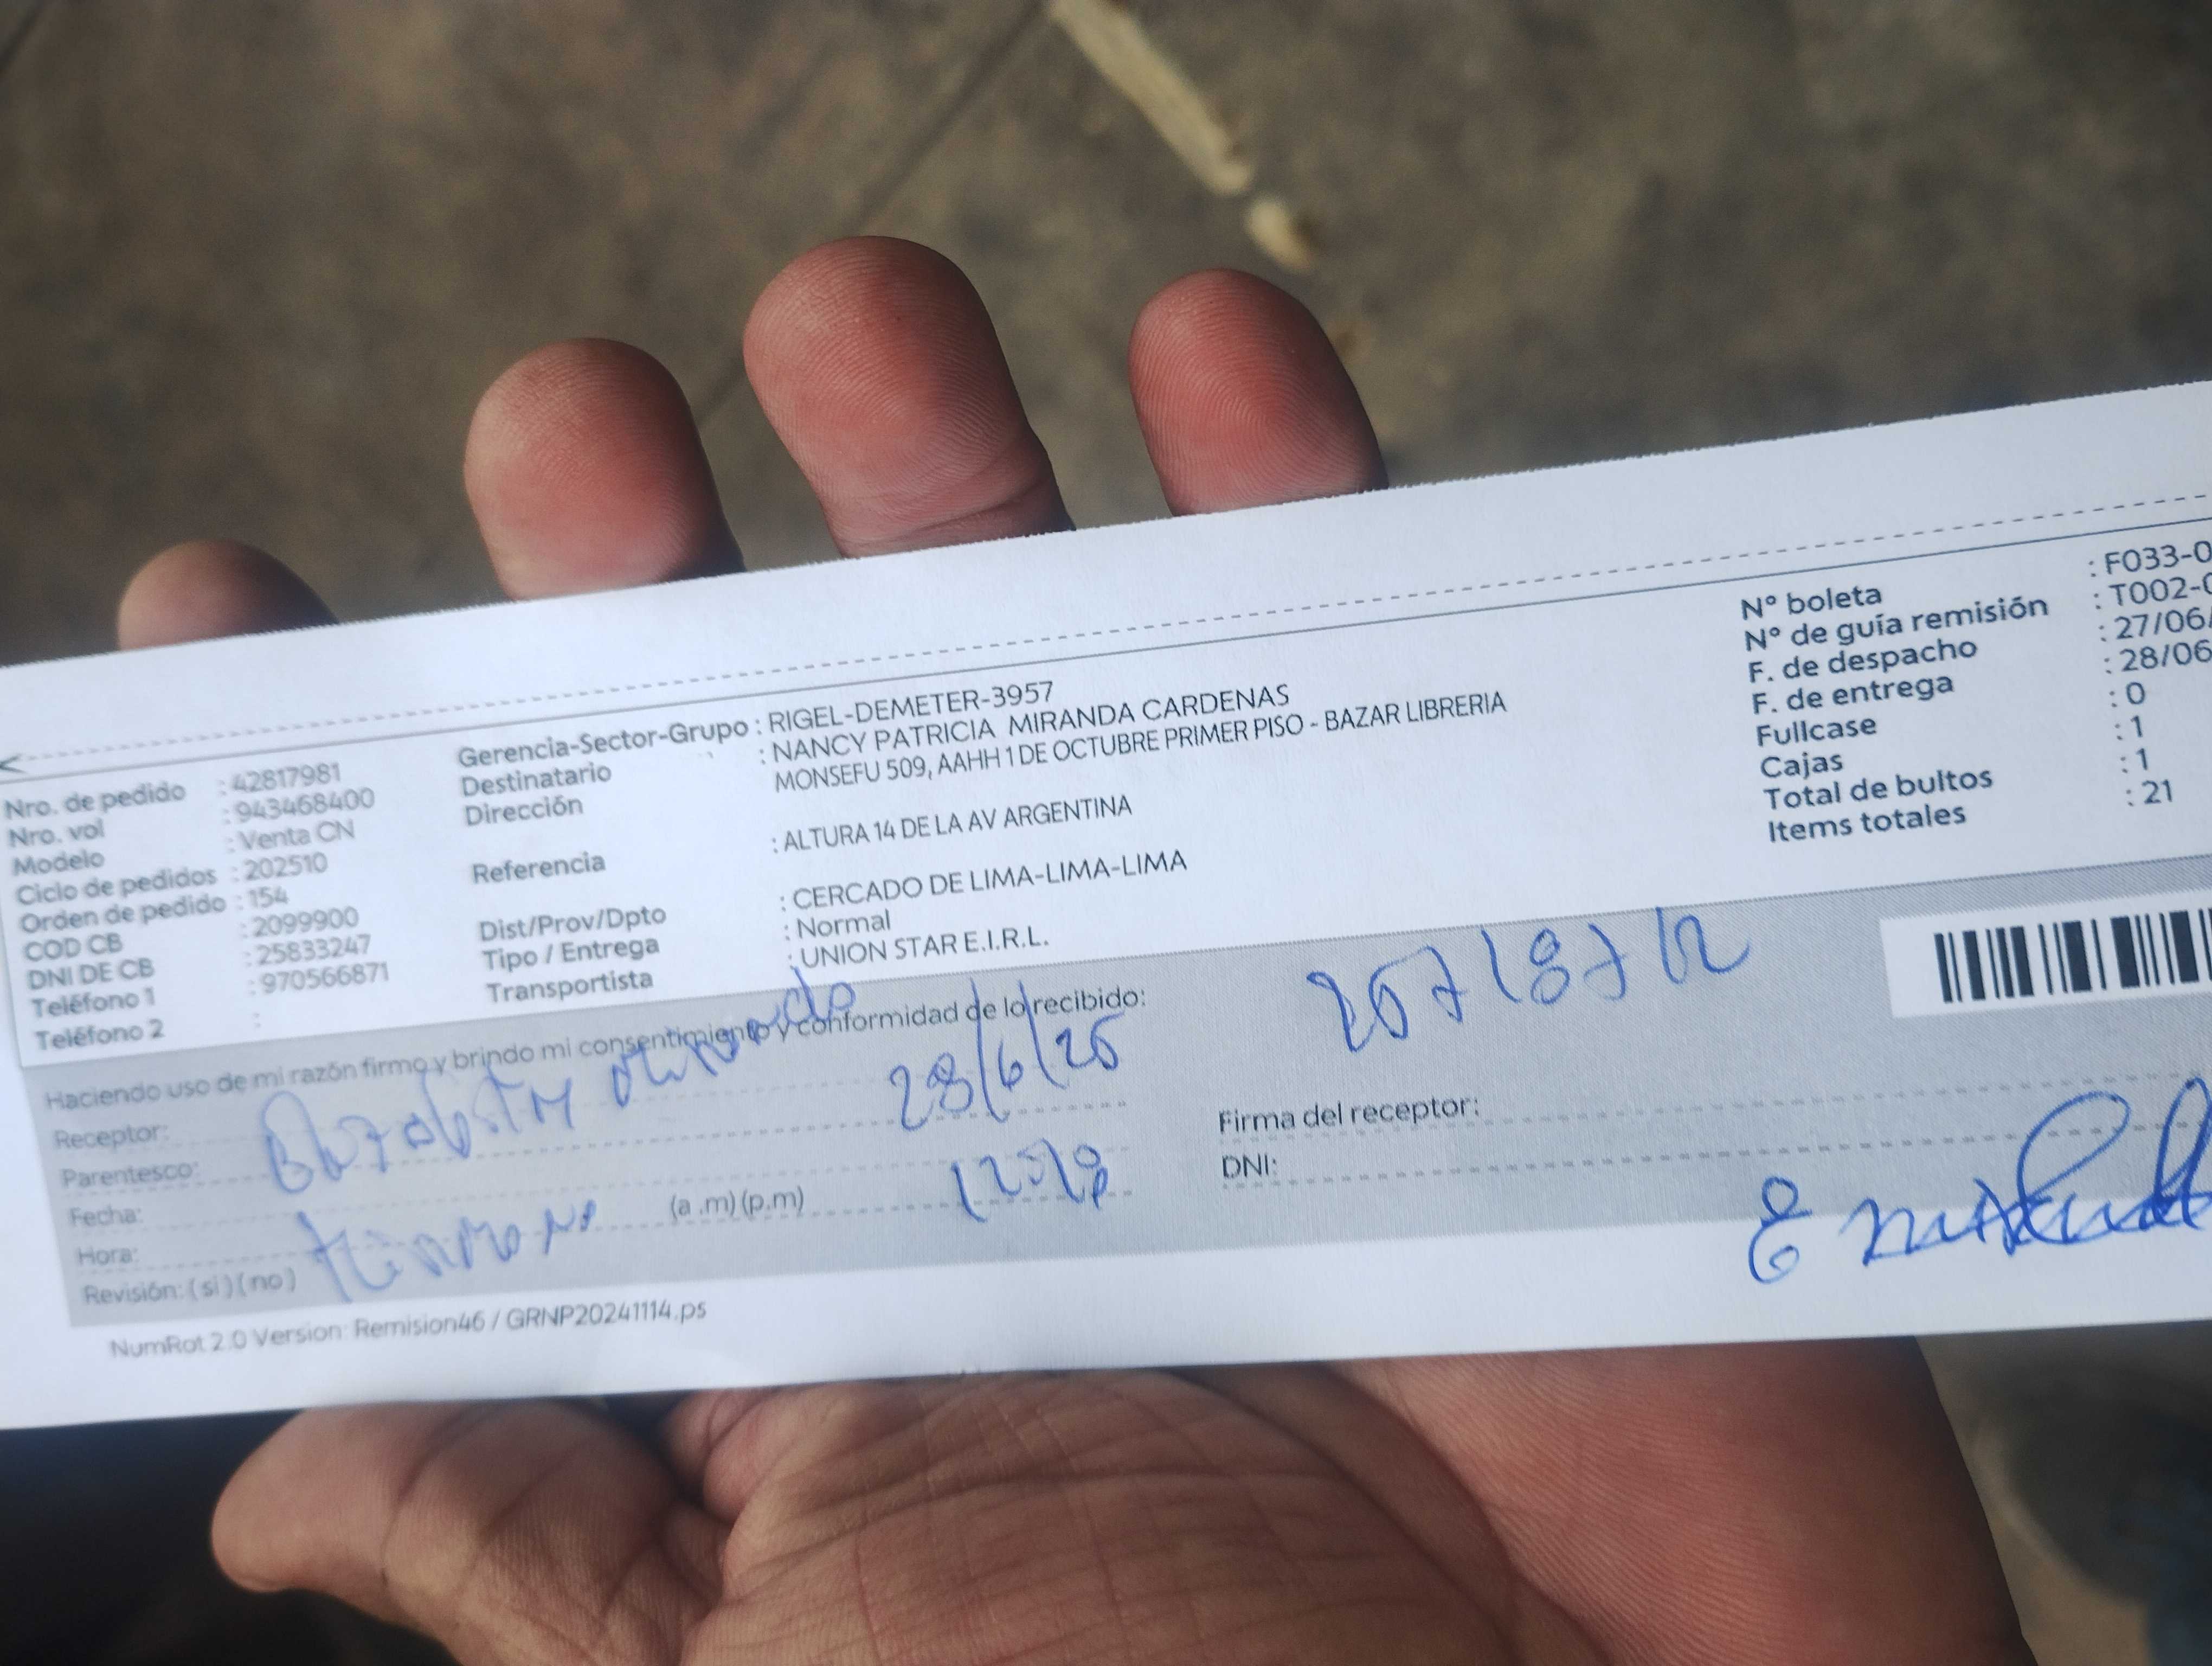 Nro. de pedido : 42817981
Nro. vol : 943468400
Modelo : Venta CN
Ciclo de pedidos : 202510
Orden de pedido : 154
COD CB : 2099900
DNI DE CB : 25833247
Teléfono 1 : 970566871
Teléfono 2 :
Gerencia-Sector-Grupo : RIGEL-DEMETER-3957
Destinatario : NANCY PATRICIA MIRANDA CARDENAS
Dirección MONSEFU 509, AAHH 1 DE OCTUBRE PRIMER PISO - BAZAR LIBRERIA
Referencia : ALTURA 14 DE LA AV ARGENTINA
Dist/Prov/Dpto : CERCADO DE LIMA-LIMA-LIMA
Tipo / Entrega : Normal
Transportista : UNION STAR E.I.R.L.
N° boleta : F033-0
N° de guía remisión : T002-0
F. de despacho : 27/06/
F. de entrega : 28/06
Fullcase : 0
Cajas : 1
Total de bultos : 1
Items totales : 21
Haciendo uso de mi razón firmo y brindo mi consentimiento y conformidad de lo recibido:
Receptor:
Parentesco:
Fecha: 28/6/25
Hora: (a.m) (p.m)
Revisión: ( si ) ( no )
Firma del receptor:
DNI:
NumRot 2.0 Version: Remision46 / GRNP20241114.ps